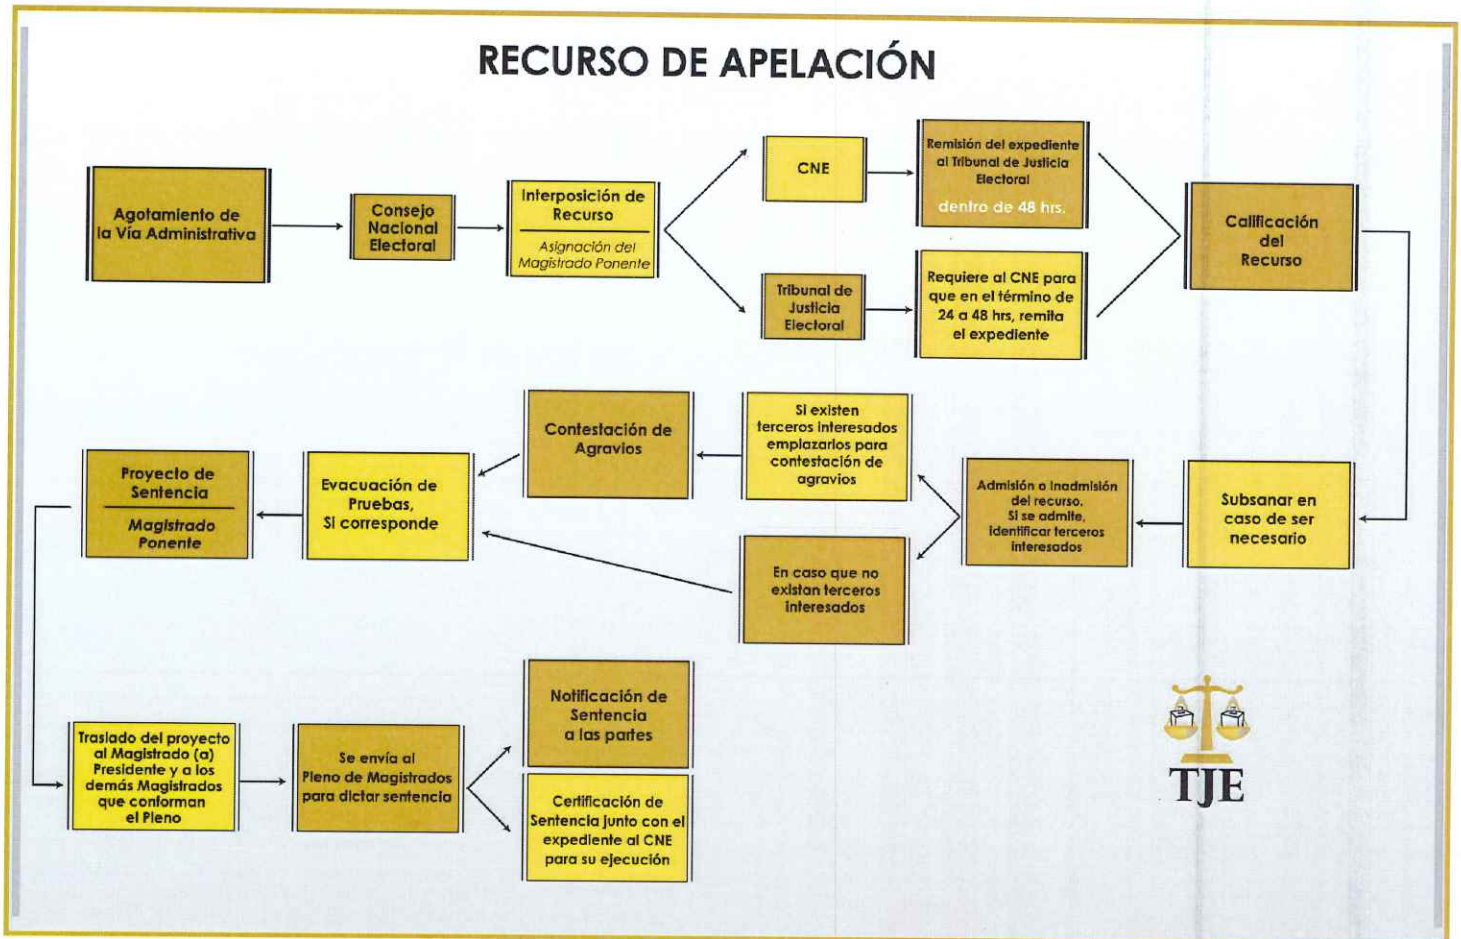 RECURSO DE APELACIÓN
Agotamiento de
la Vía Administrativa
Consejo
Nacional
Electoral
Interposición de
Recurso
Asignación del
Magistrado Ponente
CNE
Remisión del expediente
al Tribunal de Justicia
Electoral
dentro de 48 hrs.
Tribunal de
Justicia
Electoral
Requiere al CNE para
que en el término de
24 a 48 hrs, remita
el expediente
Calificación
del
Recurso
Subsanar en
caso de ser
necesario
Admisión o Inadmisión
del recurso.
Si se admite,
identificar terceros
interesados
Si existen
terceros interesados
emplazarlos para
contestación de
agravios
En caso que no
existan terceros
interesados
Contestación de
Agravios
Evacuación de
Pruebas,
Si corresponde
Proyecto de
Sentencia
Magistrado
Ponente
Traslado del proyecto
al Magistrado (a)
Presidente y a los
demás Magistrados
que conforman
el Pleno
Se envía al
Pleno de Magistrados
para dictar sentencia
Notificación de
Sentencia
a las partes
Certificación de
Sentencia junto con el
expediente al CNE
para su ejecución
TJE